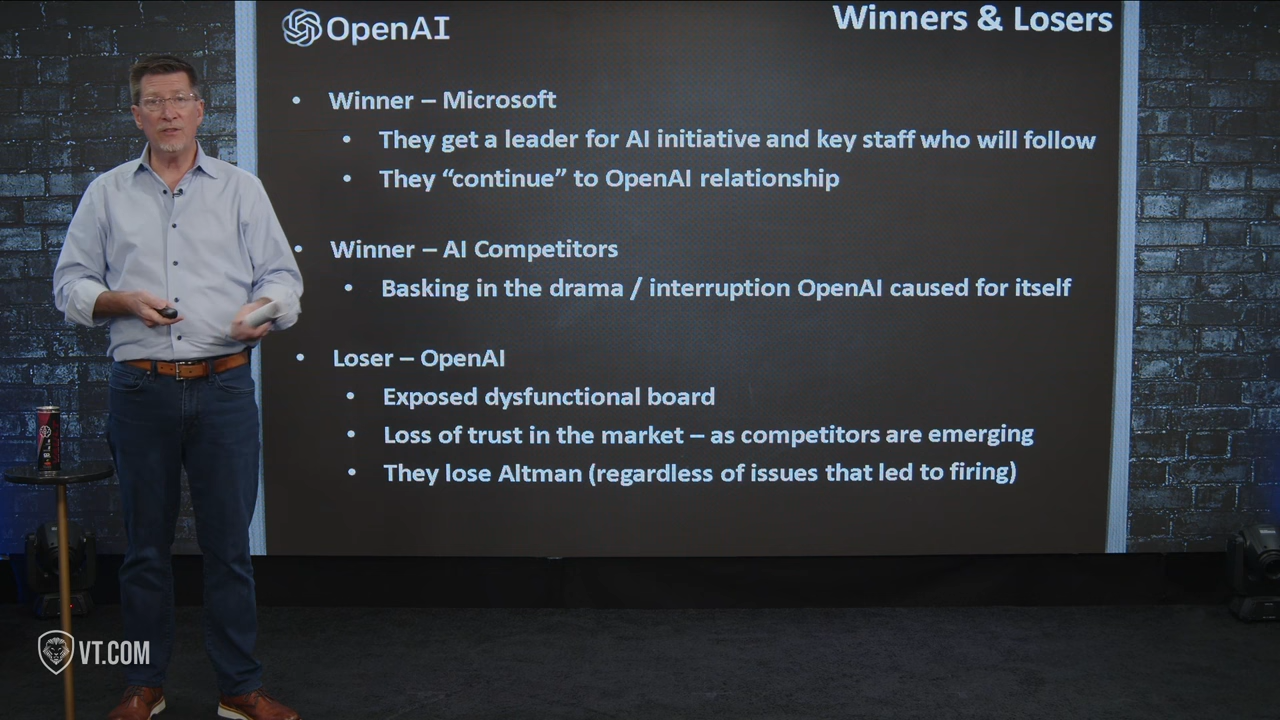 OpenAI
Winners & Losers
• Winner – Microsoft
• They get a leader for AI initiative and key staff who will follow
• They “continue” to OpenAI relationship
• Winner – AI Competitors
• Basking in the drama / interruption OpenAI caused for itself
• Loser – OpenAI
• Exposed dysfunctional board
• Loss of trust in the market – as competitors are emerging
• They lose Altman (regardless of issues that led to firing)
VT.COM